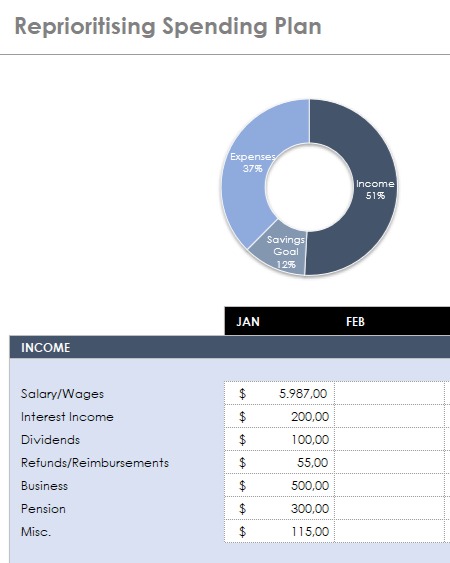 Reprioritising Spending Plan
Expenses
37%
Income
51%
Savings
Goal
12%
JAN FEB
INCOME
Salary/Wages $ 5.987,00
Interest Income $ 200,00
Dividends $ 100,00
Refunds/Reimbursements $ 55,00
Business $ 500,00
Pension $ 300,00
Misc. $ 115,00